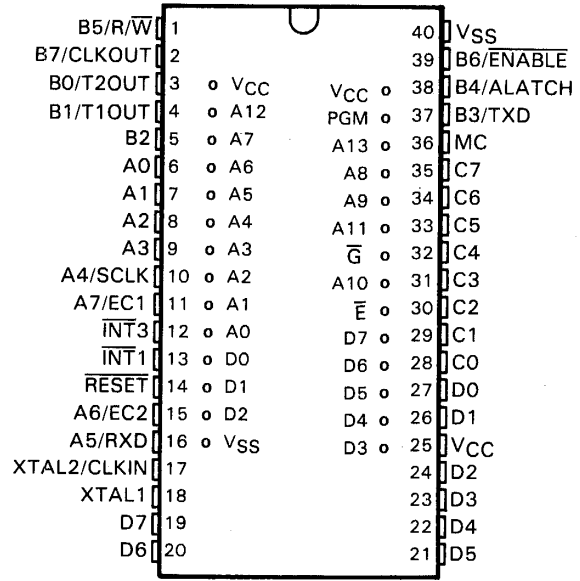 B5/R/W̅ 1 40 VSS
B7/CLKOUT 2 39 B6/E̅N̅A̅B̅L̅E̅
B0/T2OUT 3 o VCC VCC o 38 B4/ALATCH
B1/T1OUT 4 o A12 PGM o 37 B3/TXD
B2 5 o A7 A13 o 36 MC
A0 6 o A6 A8 o 35 C7
A1 7 o A5 A9 o 34 C6
A2 8 o A4 A11 o 33 C5
A3 9 o A3 G̅ o 32 C4
A4/SCLK 10 o A2 A10 o 31 C3
A7/EC1 11 o A1 E̅ o 30 C2
I̅N̅T̅3 12 o A0 D7 o 29 C1
I̅N̅T̅1 13 o D0 D6 o 28 C0
R̅E̅S̅E̅T̅ 14 o D1 D5 o 27 D0
A6/EC2 15 o D2 D4 o 26 D1
A5/RXD 16 o VSS D3 o 25 VCC
XTAL2/CLKIN 17 24 D2
XTAL1 18 23 D3
D7 19 22 D4
D6 20 21 D5